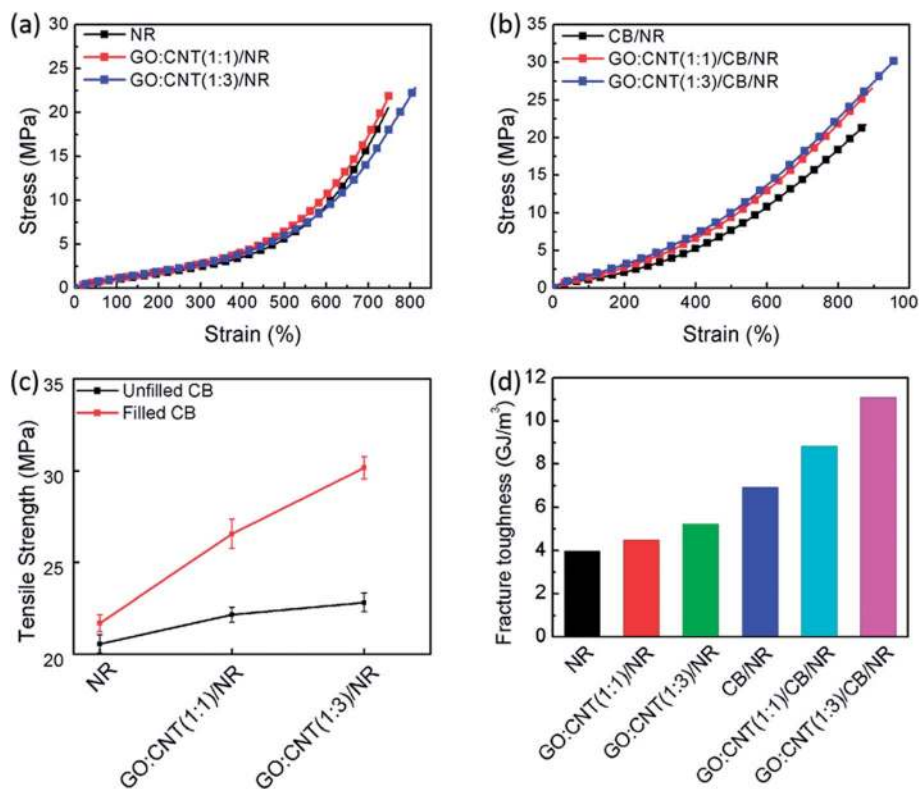 (a)
NR
GO:CNT(1:1)/NR
GO:CNT(1:3)/NR
30
25
20
15
10
5
0
Stress (MPa)
0 100 200 300 400 500 600 700 800
Strain (%)
(b)
CB/NR
GO:CNT(1:1)/CB/NR
GO:CNT(1:3)/CB/NR
35
30
25
20
15
10
5
0
Stress (MPa)
0 200 400 600 800 100
Strain (%)
(c)
Unfilled CB
Filled CB
35
30
25
20
Tensile Strength (MPa)
NR
GO:CNT(1:1)/NR
GO:CNT(1:3)/NR
(d)
12
10
8
6
4
2
0
Fracture toughness (GJ/m³)
NR
GO:CNT(1:1)/NR
GO:CNT(1:3)/NR
CB/NR
GO:CNT(1:1)/CB/NR
GO:CNT(1:3)/CB/NR